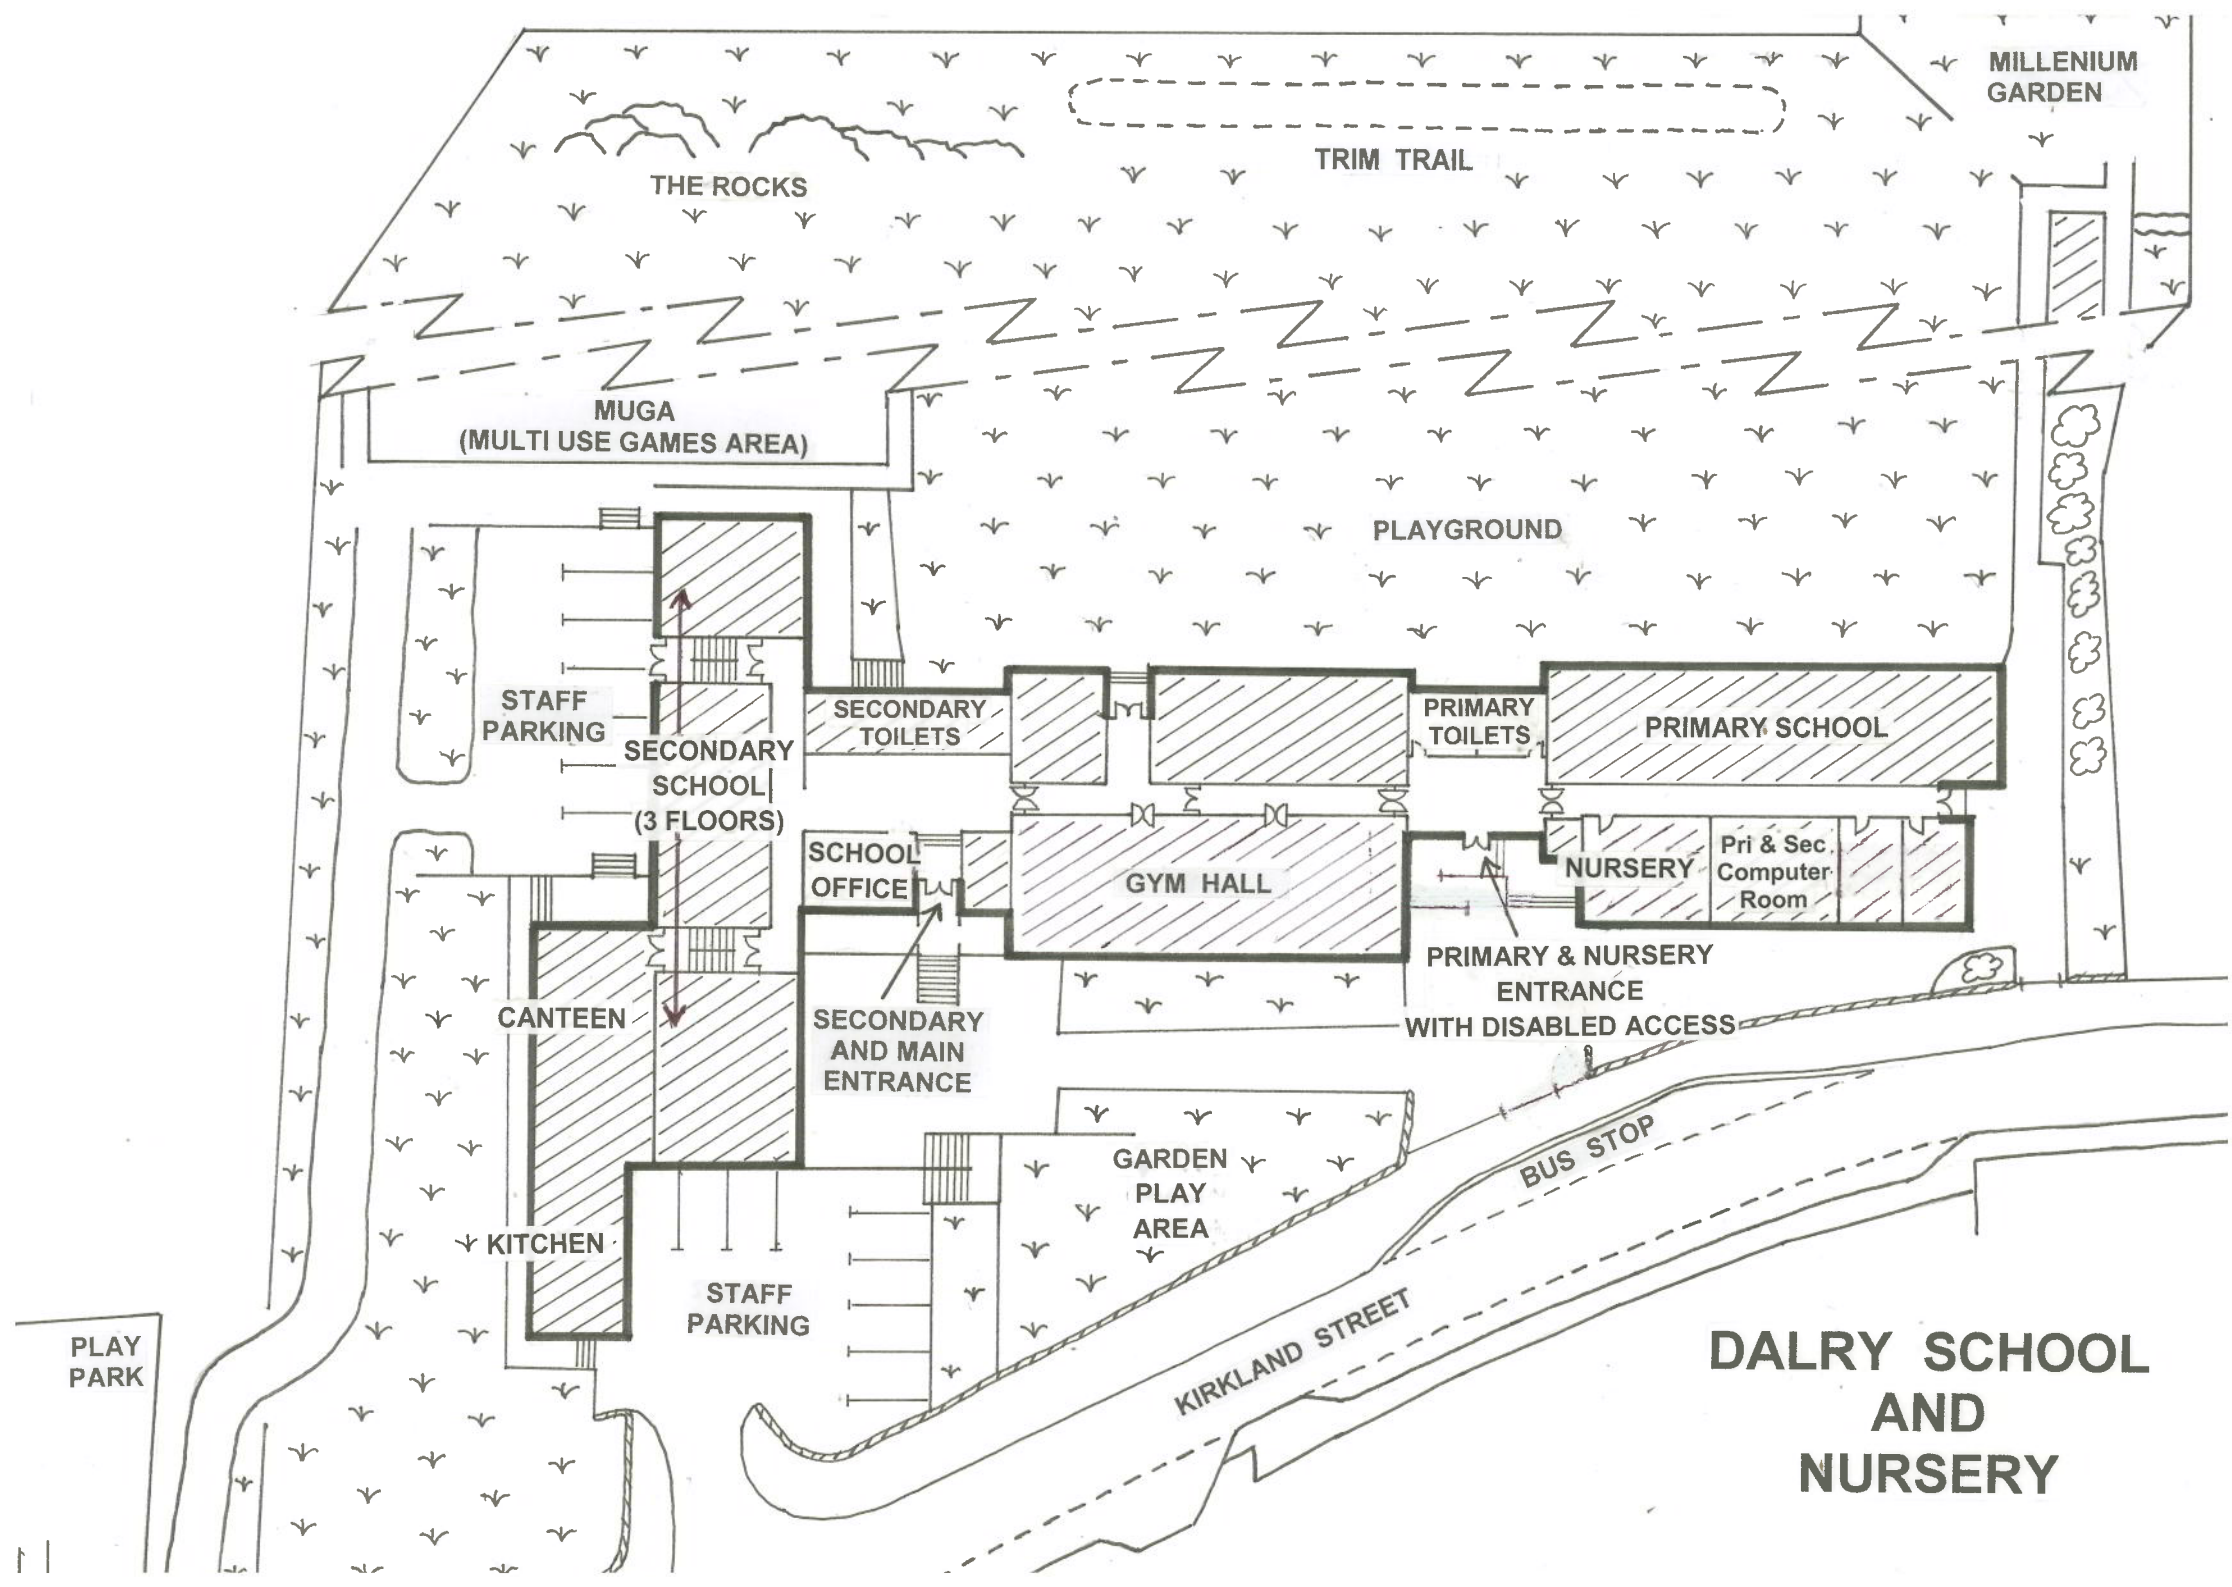 MILLENIUM
GARDEN
TRIM TRAIL
THE ROCKS
MUGA
(MULTI USE GAMES AREA)
PLAYGROUND
STAFF
PARKING
SECONDARY
SCHOOL
(3 FLOORS)
SECONDARY
TOILETS
PRIMARY
TOILETS
PRIMARY SCHOOL
SCHOOL
OFFICE
GYM HALL
NURSERY
Pri & Sec
Computer
Room
PRIMARY & NURSERY
ENTRANCE
WITH DISABLED ACCESS
CANTEEN
SECONDARY
AND MAIN
ENTRANCE
BUS STOP
GARDEN
PLAY
AREA
KITCHEN
STAFF
PARKING
KIRKLAND STREET
PLAY
PARK
DALRY SCHOOL
AND
NURSERY